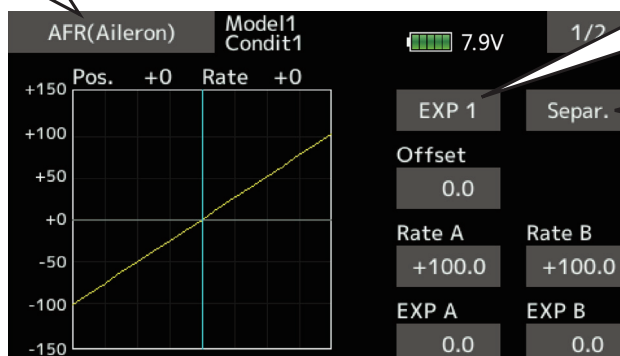 AFR(Aileron) Model1 Condit1 7.9V 1/2
Pos. +0 Rate +0
+150
+100
+50
+0
-50
-100
-150
EXP 1 Separ.
Offset
0.0
Rate A Rate B
+100.0 +100.0
EXP A EXP B
0.0 0.0